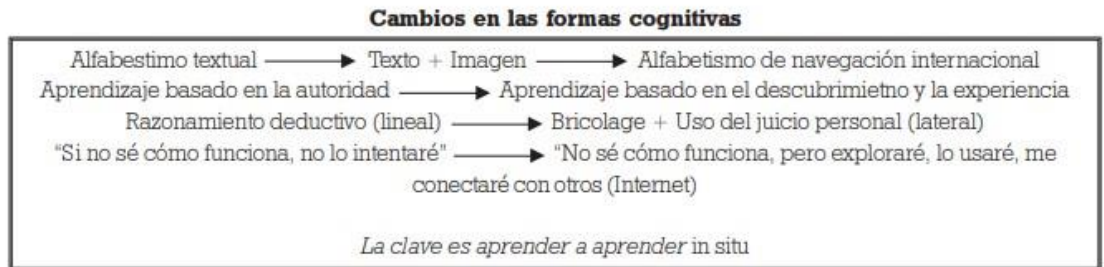 Cambios en las formas cognitivas
Alfabestimo textual ⟶ Texto + Imagen ⟶ Alfabetismo de navegación internacional
Aprendizaje basado en la autoridad ⟶ Aprendizaje basado en el descubrimietno y la experiencia
Razonamiento deductivo (lineal) ⟶ Bricolage + Uso del juicio personal (lateral)
"Si no sé cómo funciona, no lo intentaré" ⟶ "No sé cómo funciona, pero exploraré, lo usaré, me
conectaré con otros (Internet)
La clave es aprender a aprender in situ